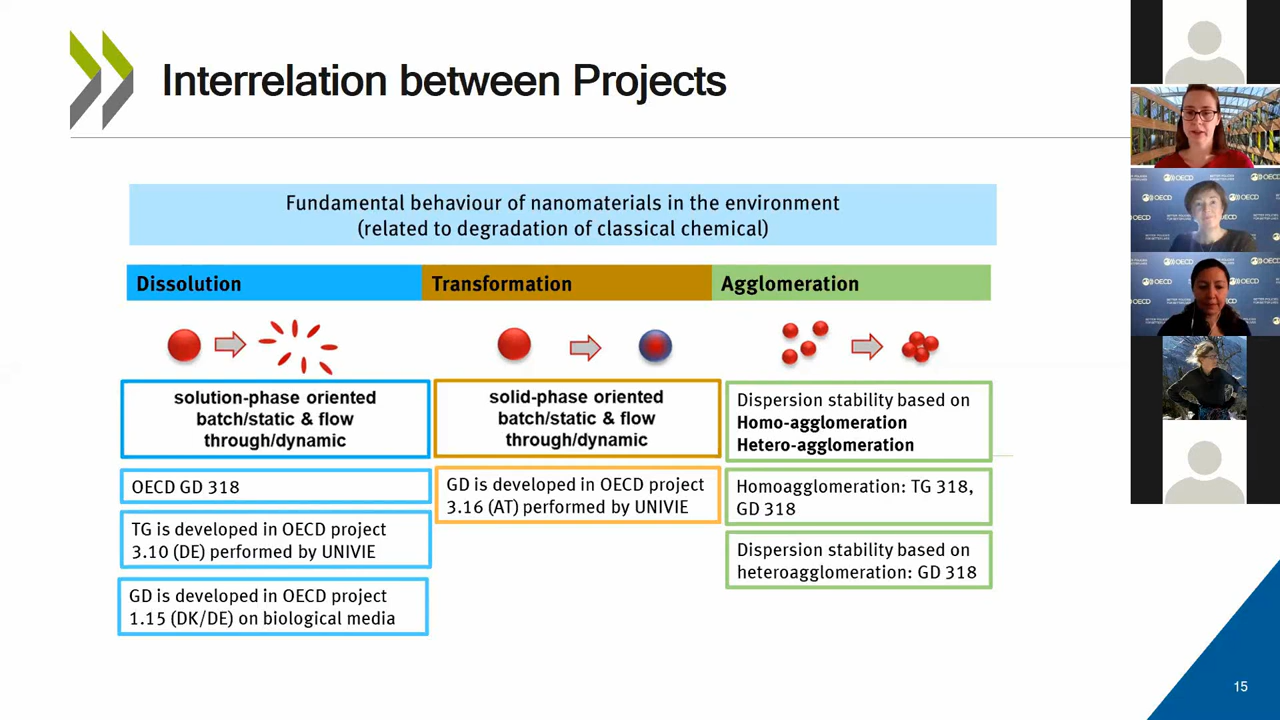 Interrelation between Projects
Fundamental behaviour of nanomaterials in the environment
(related to degradation of classical chemical)
Dissolution
Transformation
Agglomeration
solution-phase oriented
batch/static & flow
through/dynamic
solid-phase oriented
batch/static & flow
through/dynamic
Dispersion stability based on
Homo-agglomeration
Hetero-agglomeration
OECD GD 318
TG is developed in OECD project
3.10 (DE) performed by UNIVIE
GD is developed in OECD project
1.15 (DK/DE) on biological media
GD is developed in OECD project
3.16 (AT) performed by UNIVIE
Homoagglomeration: TG 318,
GD 318
Dispersion stability based on
heteroagglomeration: GD 318
15
OECD
OECD
OECD
OECD